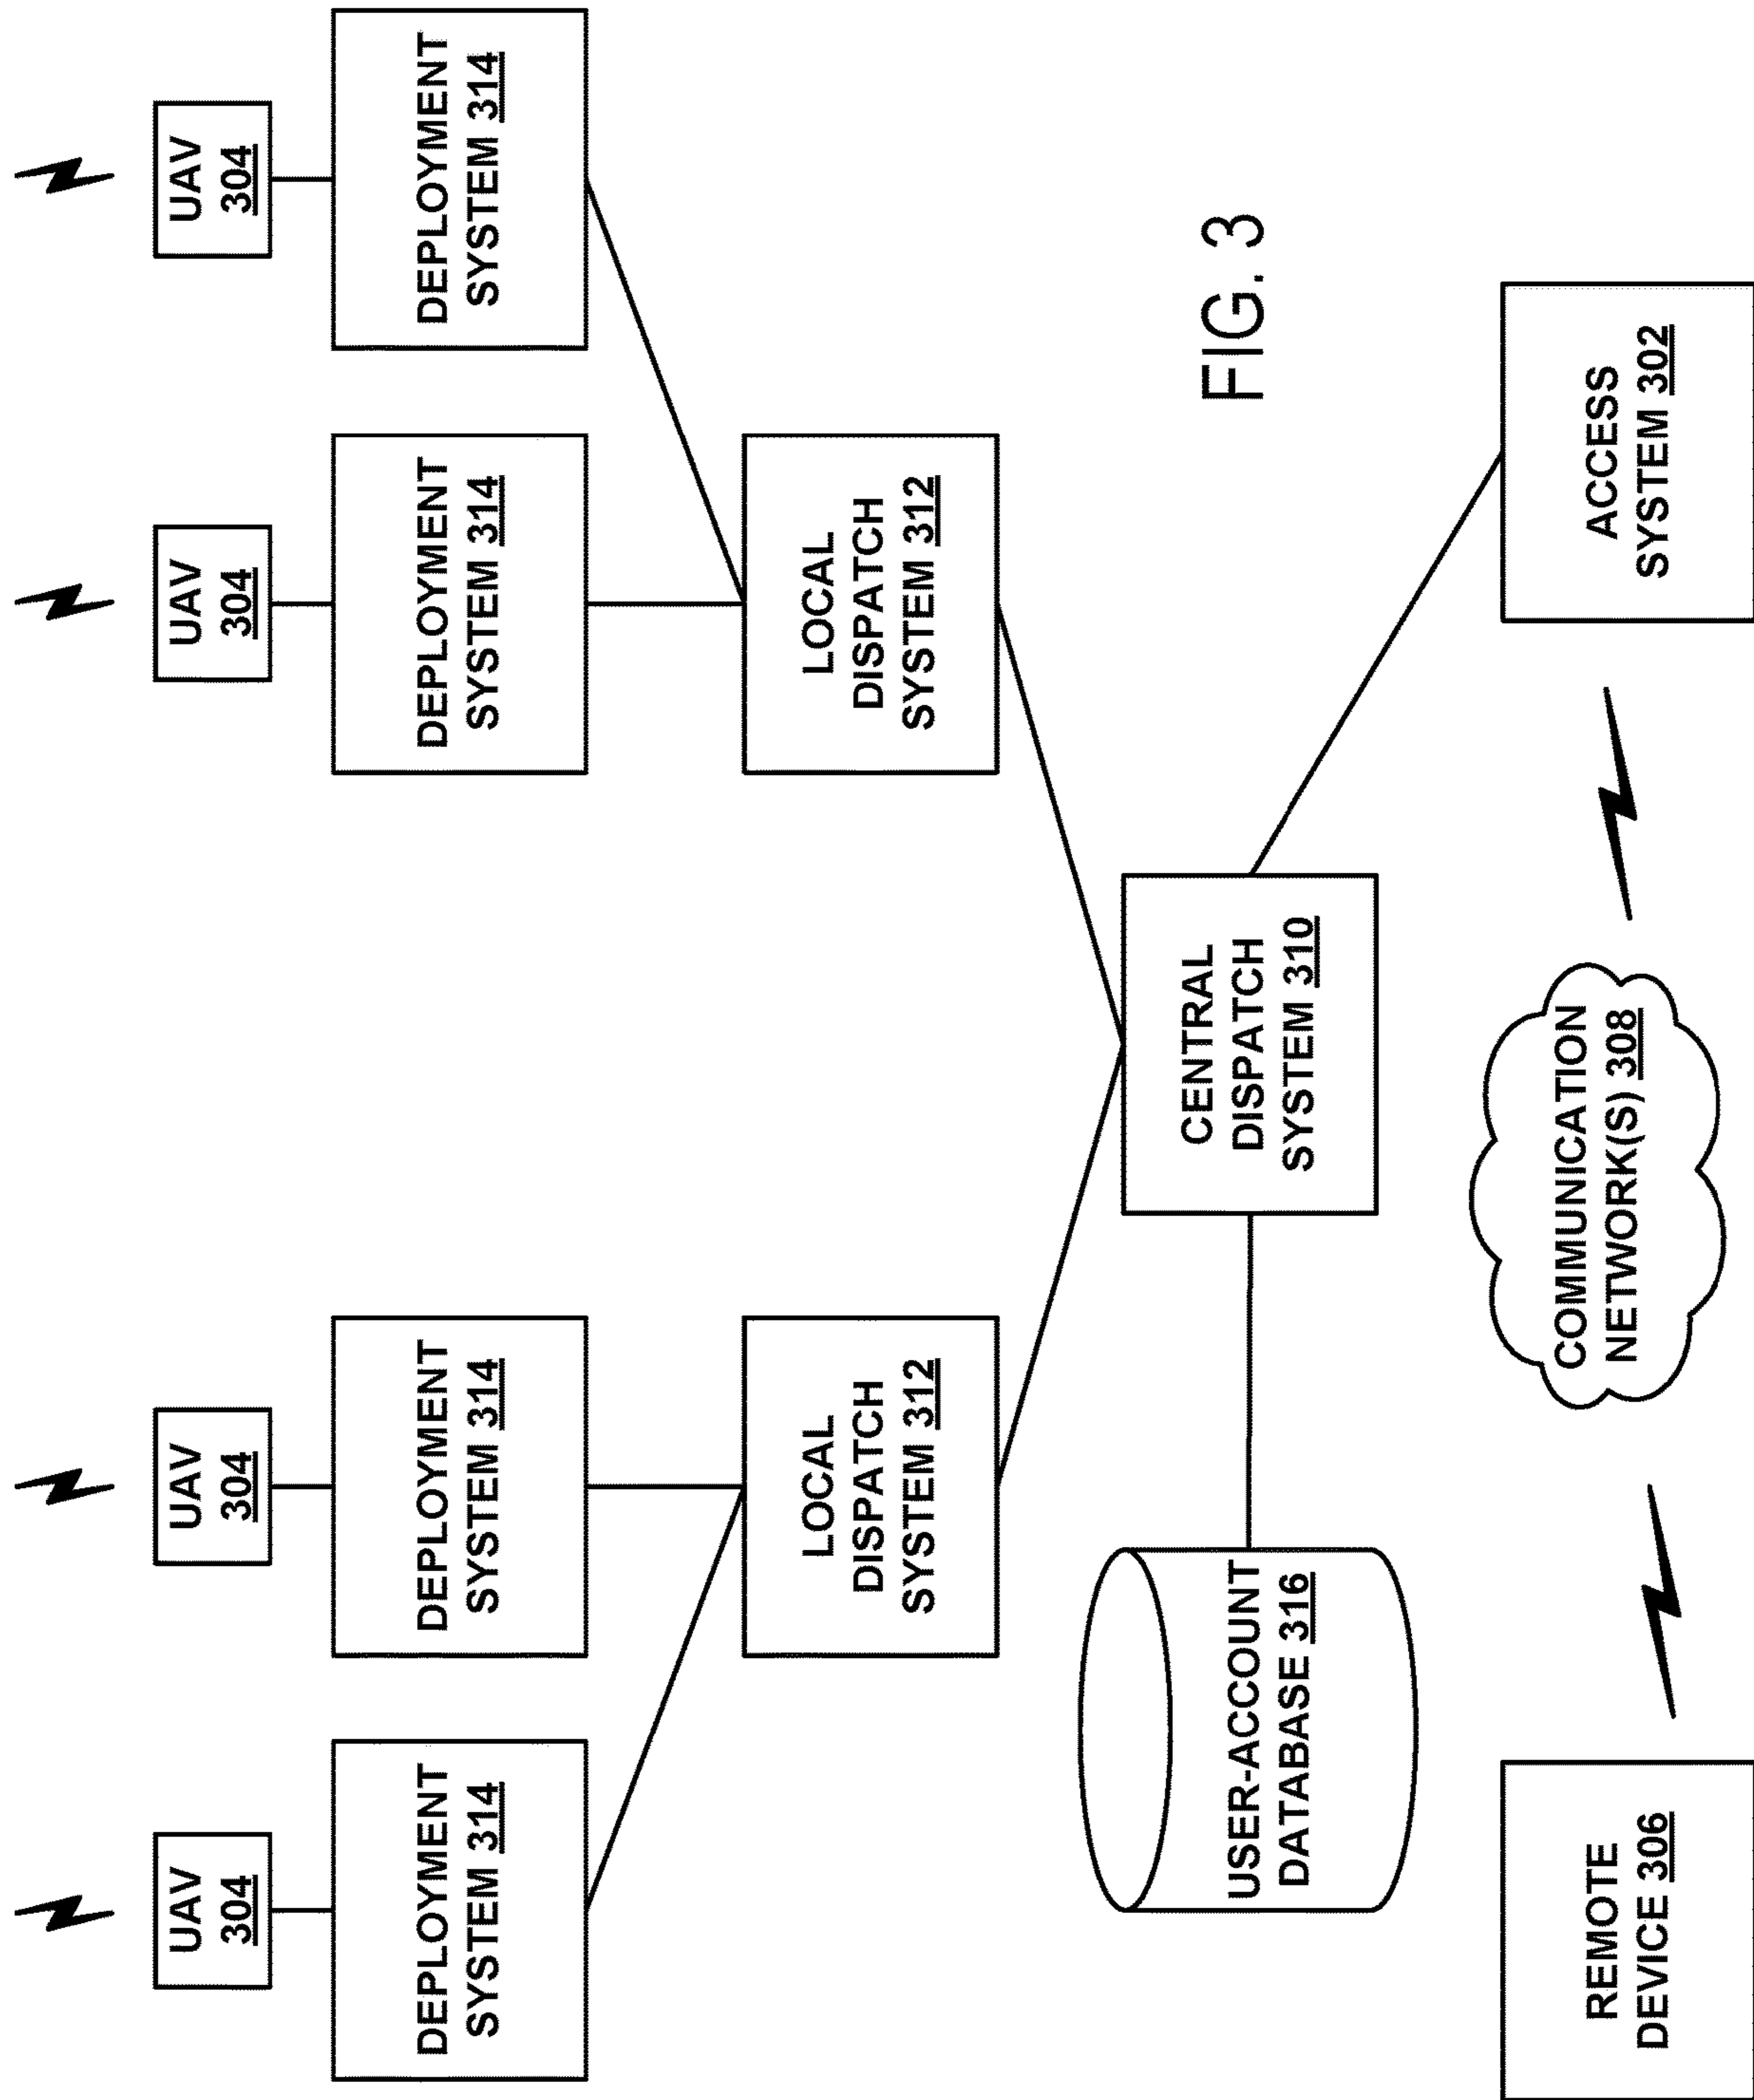 UAV
304
UAV
304
UAV
304
UAV
304
DEPLOYMENT
SYSTEM 314
DEPLOYMENT
SYSTEM 314
DEPLOYMENT
SYSTEM 314
DEPLOYMENT
SYSTEM 314
LOCAL
DISPATCH
SYSTEM 312
LOCAL
DISPATCH
SYSTEM 312
USER-ACCOUNT
DATABASE 316
CENTRAL
DISPATCH
SYSTEM 310
FIG. 3
REMOTE
DEVICE 306
COMMUNICATION
NETWORK(S) 308
ACCESS
SYSTEM 302